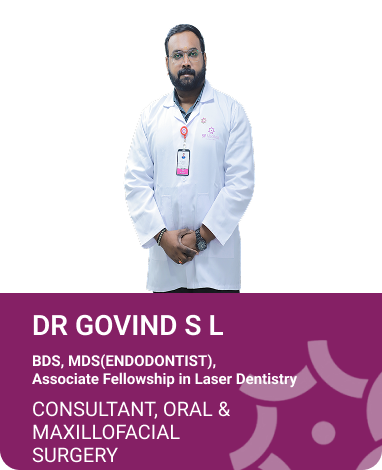 DR GOVIND S L
BDS, MDS(ENDODONTIST),
Associate Fellowship in Laser Dentistry
CONSULTANT, ORAL &
MAXILLOFACIAL
SURGERY